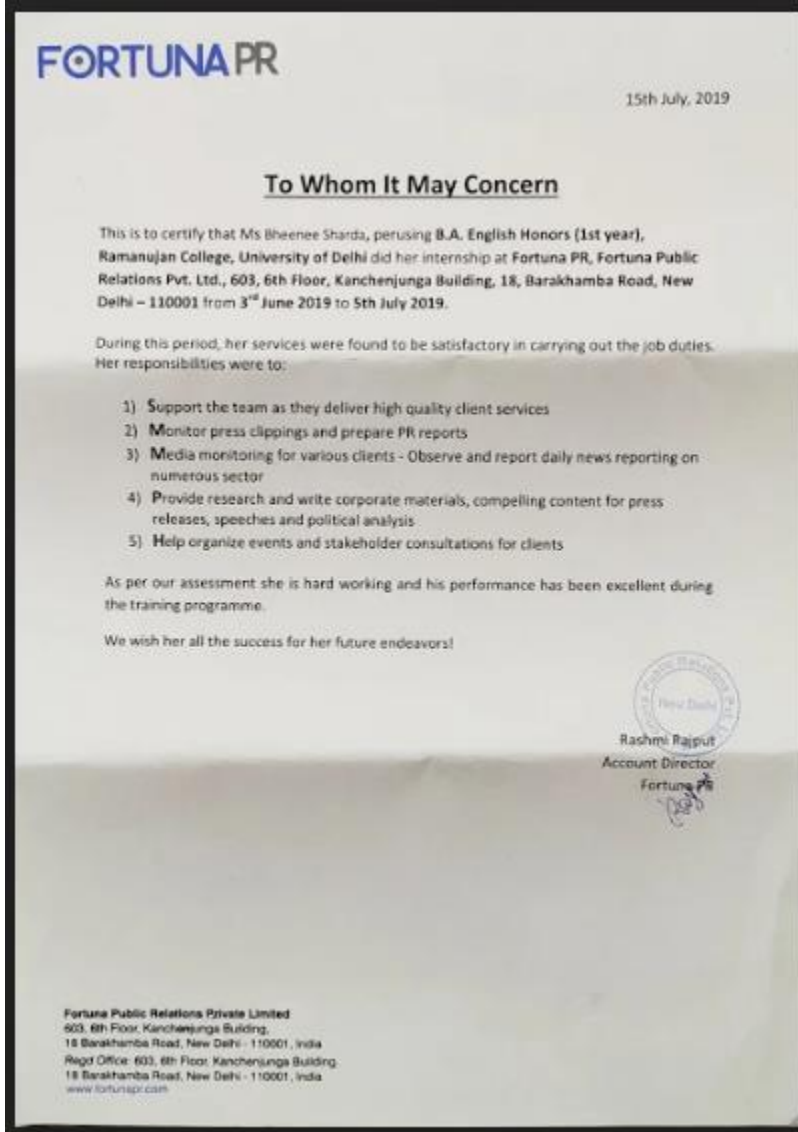 FORTUNA PR
15th July, 2019
To Whom It May Concern
This is to certify that Ms Bheenee Sharda, perusing B.A. English Honors (1st year),
Ramanujan College, University of Delhi did her internship at Fortuna PR, Fortuna Public
Relations Pvt. Ltd., 603, 6th Floor, Kanchenjunga Building, 18, Barakhamba Road, New
Delhi – 110001 from 3rd June 2019 to 5th July 2019.
During this period, her services were found to be satisfactory in carrying out the job duties.
Her responsibilities were to:
1) Support the team as they deliver high quality client services
2) Monitor press clippings and prepare PR reports
3) Media monitoring for various clients - Observe and report daily news reporting on
numerous sector
4) Provide research and write corporate materials, compelling content for press
releases, speeches and political analysis
5) Help organize events and stakeholder consultations for clients
As per our assessment she is hard working and his performance has been excellent during
the training programme.
We wish her all the success for her future endeavors!
Public Relations Pvt.
New Delhi
Rashmi Rajput
Account Director
Fortuna PR
Fortuna Public Relations Private Limited
603, 6th Floor, Kanchenjunga Building,
18 Barakhamba Road, New Delhi - 110001, India
Regd Office: 603, 6th Floor, Kanchenjunga Building
18 Barakhamba Road, New Delhi - 110001, India
www.fortunapr.com